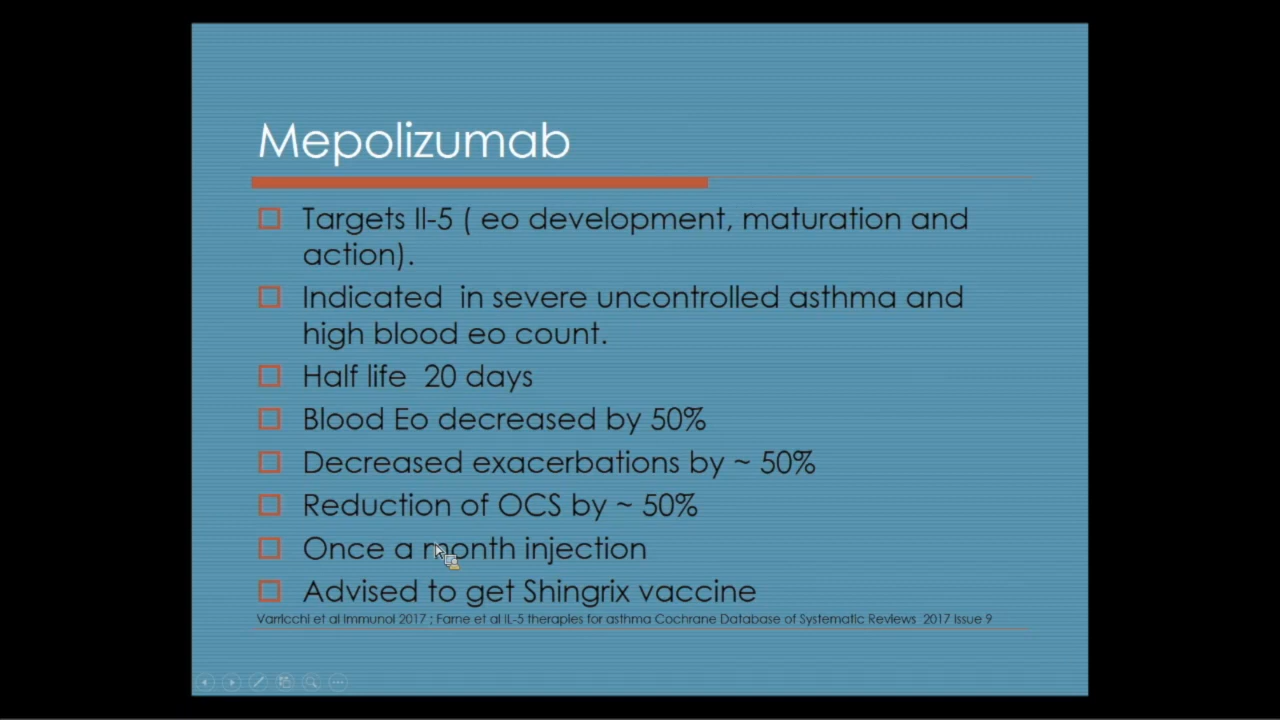 Mepolizumab
Targets Il-5 ( eo development, maturation and
action).
Indicated  in severe uncontrolled asthma and
high blood eo count.
Half life  20 days
Blood Eo decreased by 50%
Decreased exacerbations by ~ 50%
Reduction of OCS by ~ 50%
Once a month injection
Advised to get Shingrix vaccine
Varricchi et al Immunol 2017 ; Farne et al IL-5 therapies for asthma Cochrane Database of Systematic Reviews  2017 Issue 9